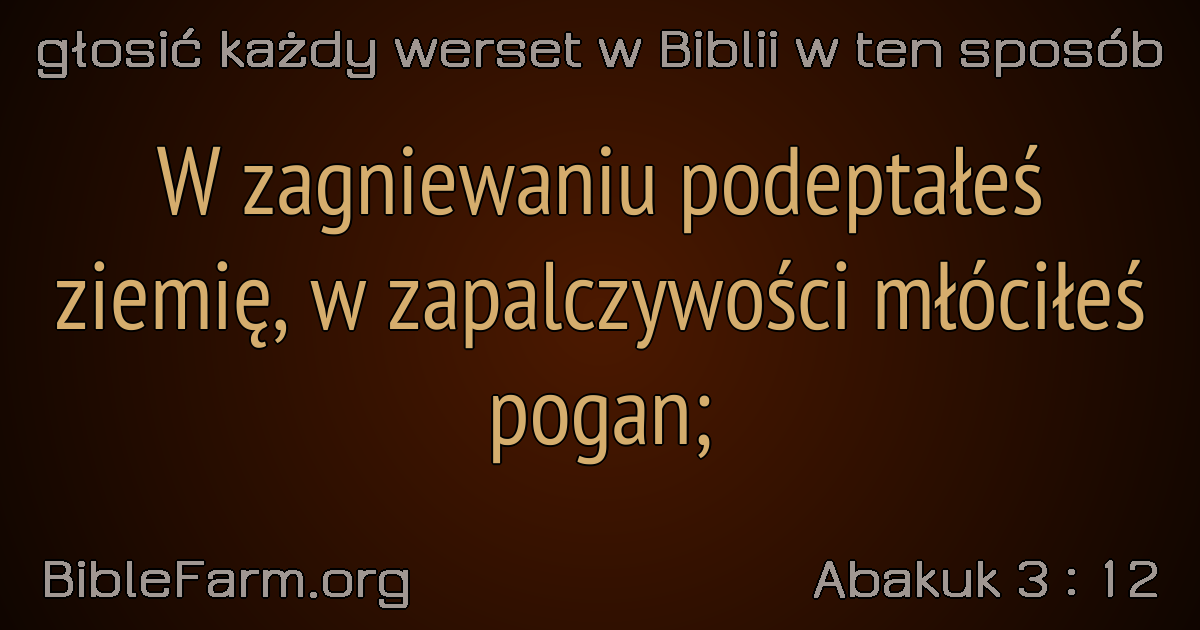 głosić każdy werset w Biblii w ten sposób
W zagniewaniu podeptałeś
ziemię, w zapalczywości młóciłeś
pogan;
BibleFarm.org
Abakuk 3 : 12